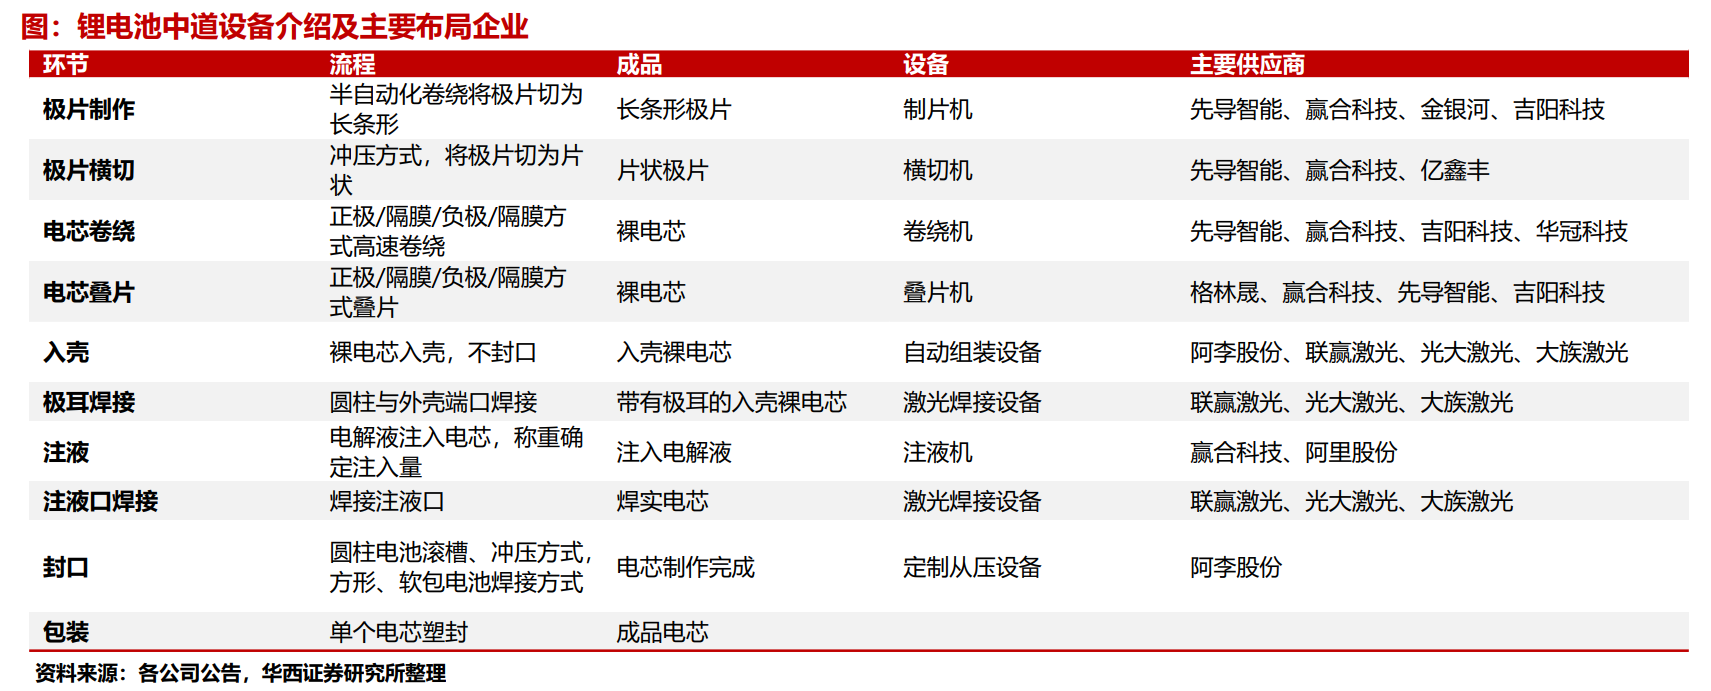 图：锂电池中道设备介绍及主要布局企业
环节 流程 成品 设备 主要供应商
极片制作 半自动化卷绕将极片切为 长条形极片 制片机 先导智能、赢合科技、金银河、吉阳科技
长条形
极片横切 冲压方式，将极片切为片 片状极片 横切机 先导智能、赢合科技、亿鑫丰
状
电芯卷绕 正极/隔膜/负极/隔膜方 裸电芯 卷绕机 先导智能、赢合科技、吉阳科技、华冠科技
式高速卷绕
电芯叠片 正极/隔膜/负极/隔膜方 裸电芯 叠片机 格林晟、赢合科技、先导智能、吉阳科技
式叠片
入壳 裸电芯入壳，不封口 入壳裸电芯 自动组装设备 阿李股份、联赢激光、光大激光、大族激光
极耳焊接 圆柱与外壳端口焊接 带有极耳的入壳裸电芯 激光焊接设备 联赢激光、光大激光、大族激光
注液 电解液注入电芯，称重确 注入电解液 注液机 赢合科技、阿里股份
定注入量
注液口焊接 焊接注液口 焊实电芯 激光焊接设备 联赢激光、光大激光、大族激光
封口 圆柱电池滚槽、冲压方式， 电芯制作完成 定制从压设备 阿李股份
方形、软包电池焊接方式
包装 单个电芯塑封 成品电芯
资料来源：各公司公告，华西证券研究所整理